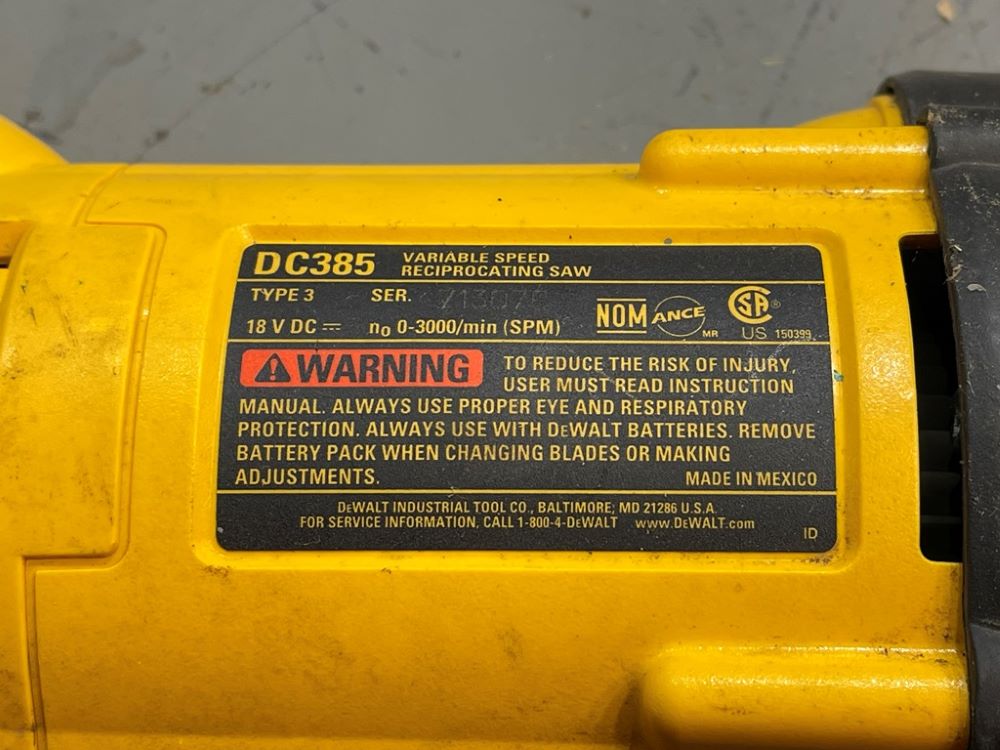 DC385 VARIABLE SPEED
RECIPROCATING SAW
TYPE 3 SER.
18 V DC ⎓ no 0-3000/min (SPM) NOM ANCE MR SA ® US 150399
⚠WARNING TO REDUCE THE RISK OF INJURY,
USER MUST READ INSTRUCTION
MANUAL. ALWAYS USE PROPER EYE AND RESPIRATORY
PROTECTION. ALWAYS USE WITH DEWALT BATTERIES. REMOVE
BATTERY PACK WHEN CHANGING BLADES OR MAKING
ADJUSTMENTS. MADE IN MEXICO
DEWALT INDUSTRIAL TOOL CO., BALTIMORE, MD 21286 U.S.A.
FOR SERVICE INFORMATION, CALL 1-800-4-DEWALT www.DEWALT.com
ID